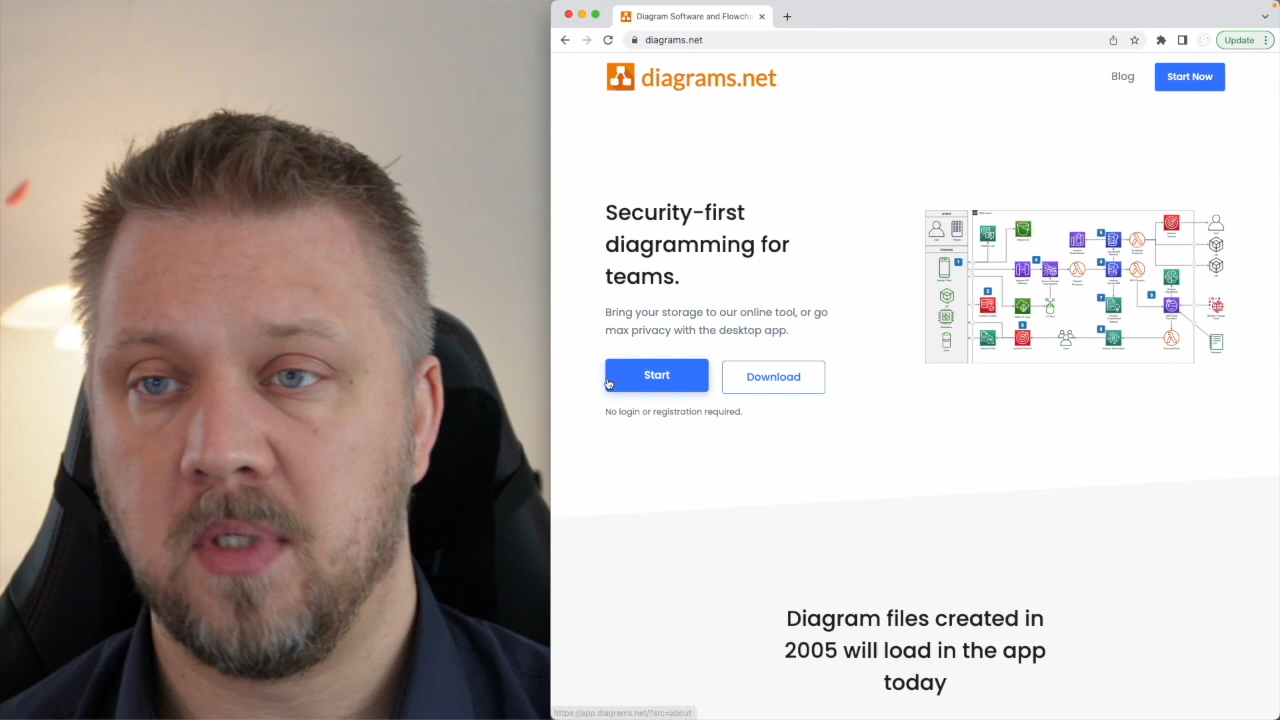 Diagram Software and Flowcha
diagrams.net
Update
diagrams.net
Blog
Start Now
Security-first
diagramming for
teams.
Bring your storage to our online tool, or go
max privacy with the desktop app.
Start
Download
No login or registration required.
Diagram files created in
2005 will load in the app
today
https://app.diagrams.net/?src=about